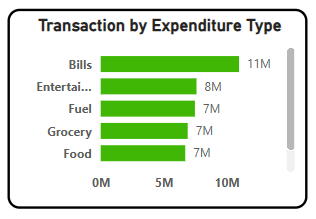 Transaction by Expenditure Type
Bills 11M
Entertai... 8M
Fuel 7M
Grocery 7M
Food 7M
0M 5M 10M